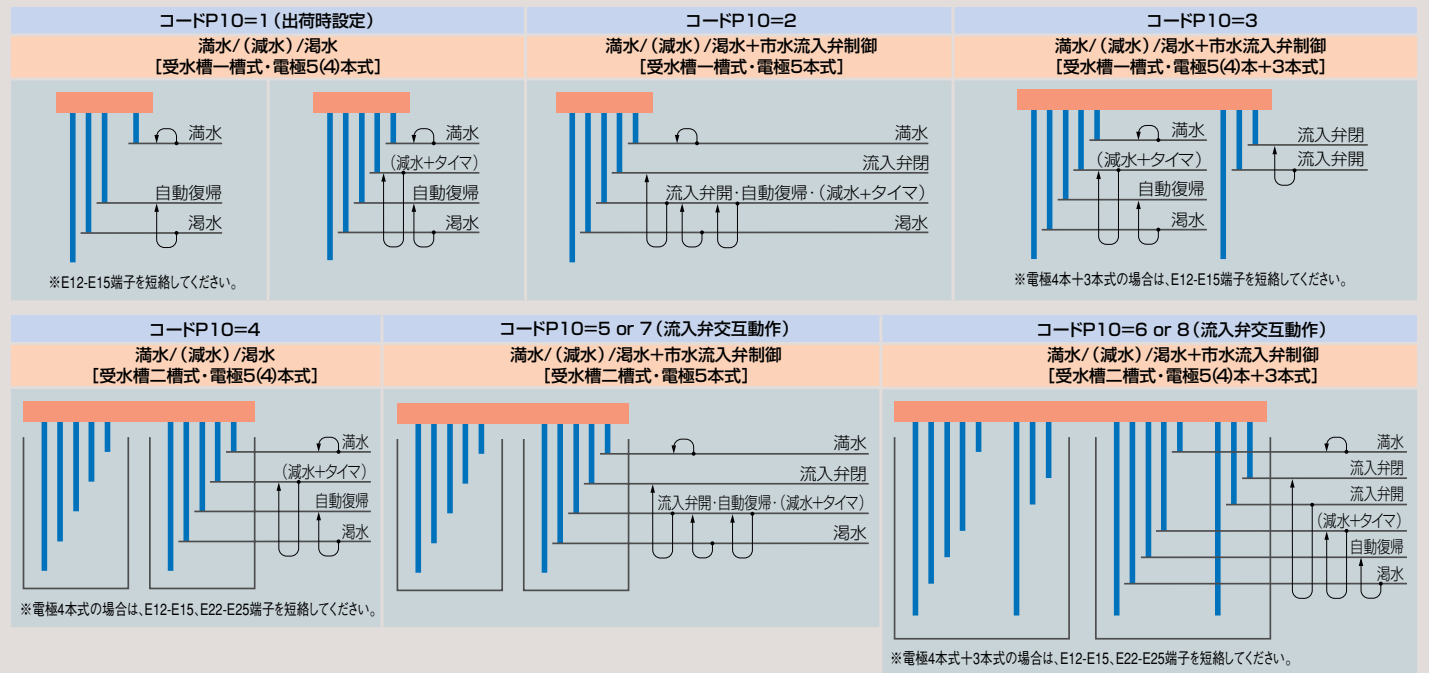 コードP10=1(出荷時設定)
満水/(減水)/渇水
[受水槽一槽式・電極5(4)本式]
満水
自動復帰
渇水
※E12-E15端子を短絡してください。
満水
(減水+タイマ)
自動復帰
渇水
コードP10=2
満水/(減水)/渇水+市水流入弁制御
[受水槽一槽式・電極5本式]
満水
流入弁閉
流入弁開・自動復帰・(減水+タイマ)
渇水
コードP10=3
満水/(減水)/渇水+市水流入弁制御
[受水槽一槽式・電極5(4)本+3本式]
満水
(減水+タイマ)
自動復帰
渇水
流入弁閉
流入弁開
※電極4本+3本式の場合は、E12-E15端子を短絡してください。
コードP10=4
満水/(減水)/渇水
[受水槽二槽式・電極5(4)本式]
満水
(減水+タイマ)
自動復帰
渇水
※電極4本式の場合は、E12-E15、E22-E25端子を短絡してください。
コードP10=5 or 7(流入弁交互動作)
満水/(減水)/渇水+市水流入弁制御
[受水槽二槽式・電極5本式]
満水
流入弁閉
流入弁開・自動復帰・(減水+タイマ)
渇水
コードP10=6 or 8(流入弁交互動作)
満水/(減水)/渇水+市水流入弁制御
[受水槽二槽式・電極5(4)本+3本式]
満水
流入弁閉
流入弁開
(減水+タイマ)
自動復帰
渇水
※電極4本式+3本式の場合は、E12-E15、E22-E25端子を短絡してください。